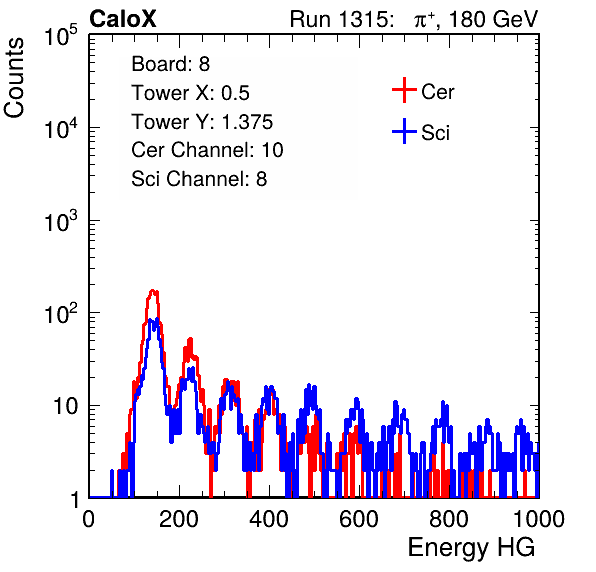 CaloX Run 1315: π⁺, 180 GeV
Counts
10⁵
10⁴
10³
10²
10
1
Board: 8
Tower X: 0.5
Tower Y: 1.375
Cer Channel: 10
Sci Channel: 8
Cer
Sci
0 200 400 600 800 1000
Energy HG